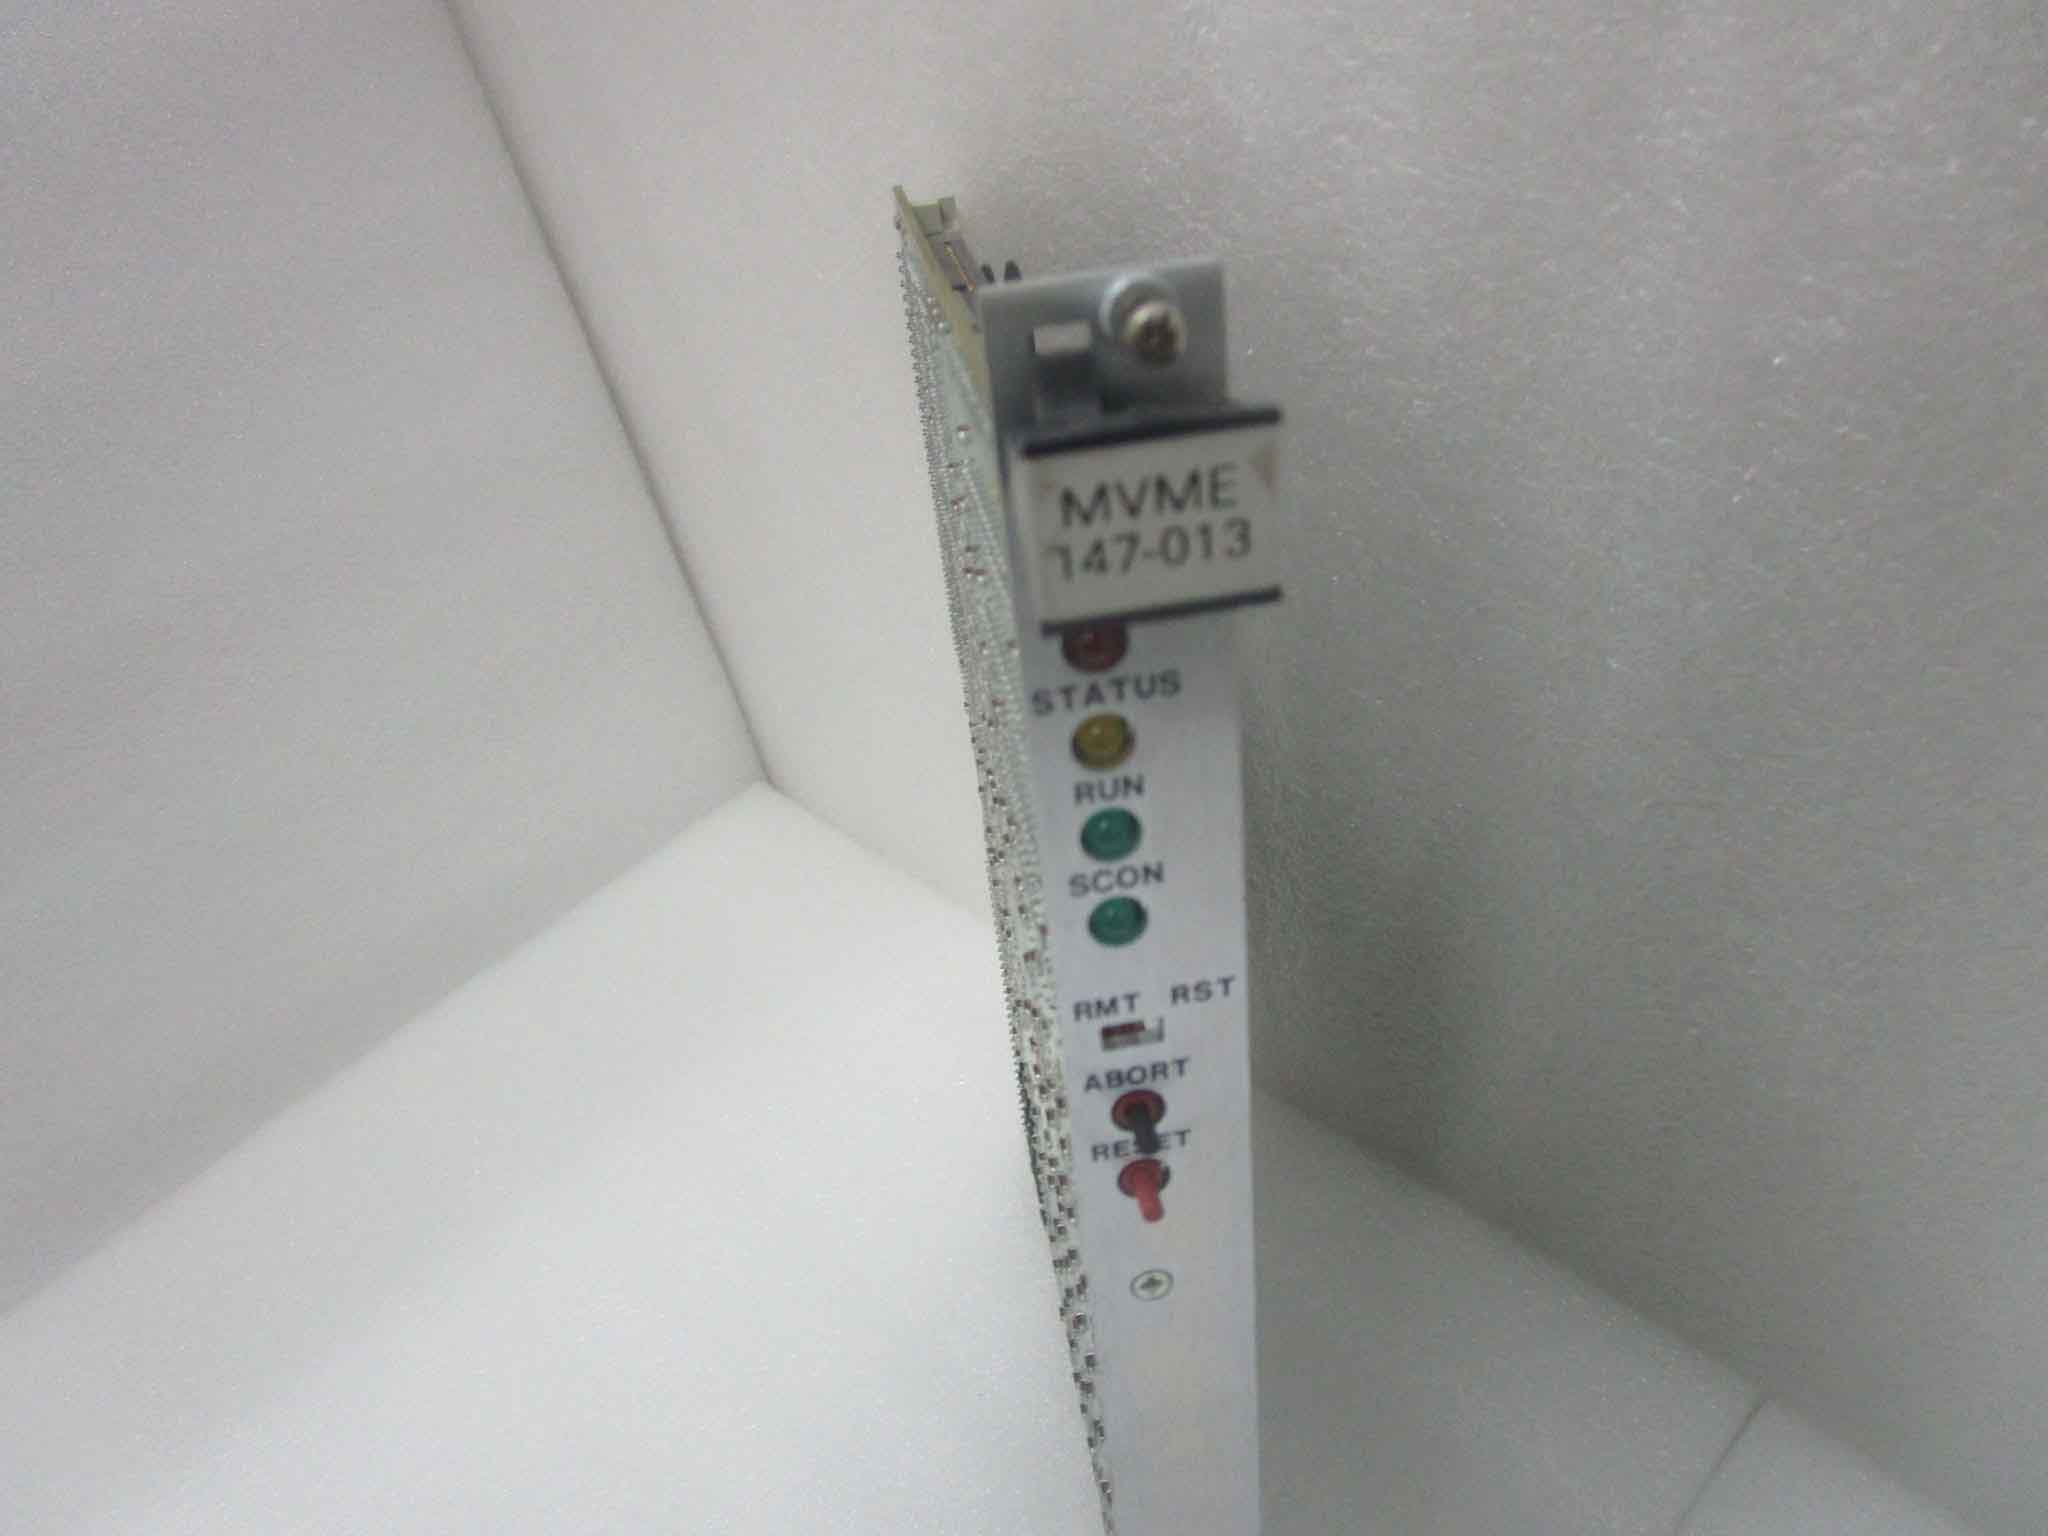 MVME
147-013
STATUS
RUN
SCON
RMT RST
ABORT
RESET